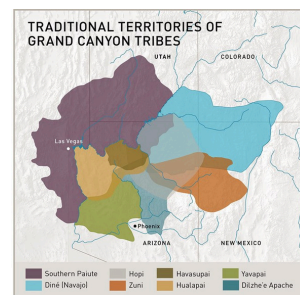 TRADITIONAL TERRITORIES OF
GRAND CANYON TRIBES
UTAH
COLORADO
Las Vegas
Phoenix
ARIZONA
NEW MEXICO
Southern Paiute
Hopi
Havasupai
Yavapai
Diné (Navajo)
Zuni
Hualapai
Dilzhe'e Apache